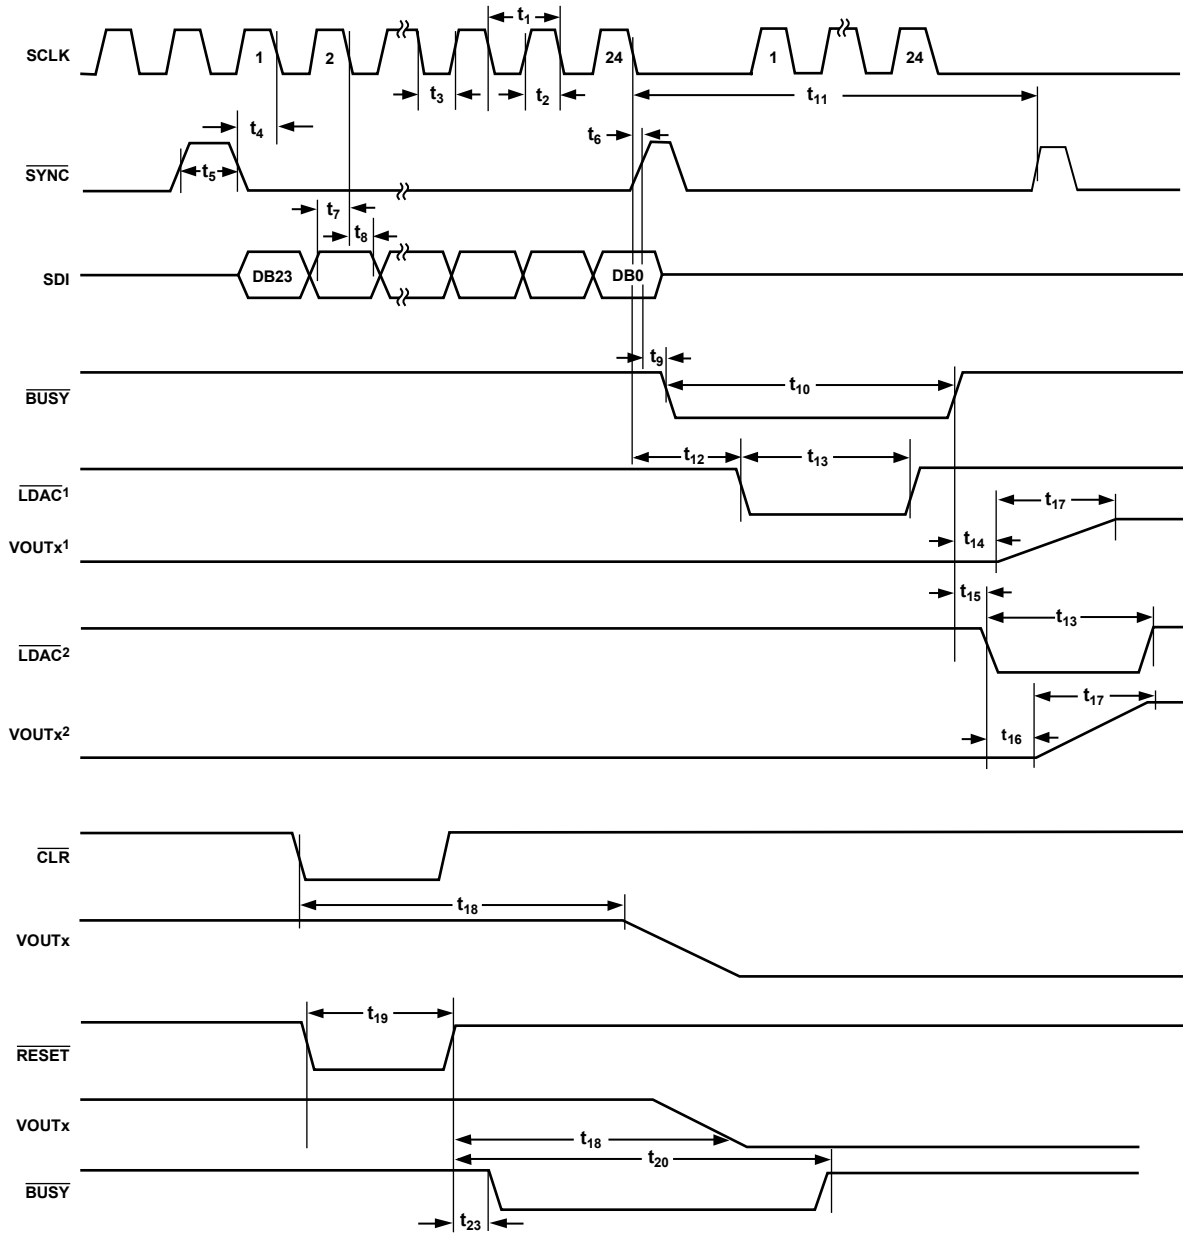 t1
SCLK
1
2
24
1
24
t3
t2
t11
t4
t6
SYNC
t5
t7
t8
SDI
DB23
DB0
t9
BUSY
t10
t12
t13
LDAC1
t17
VOUTx1
t14
t15
t13
LDAC2
t17
VOUTx2
t16
CLR
t18
VOUTx
t19
RESET
VOUTx
t18
t20
BUSY
t23